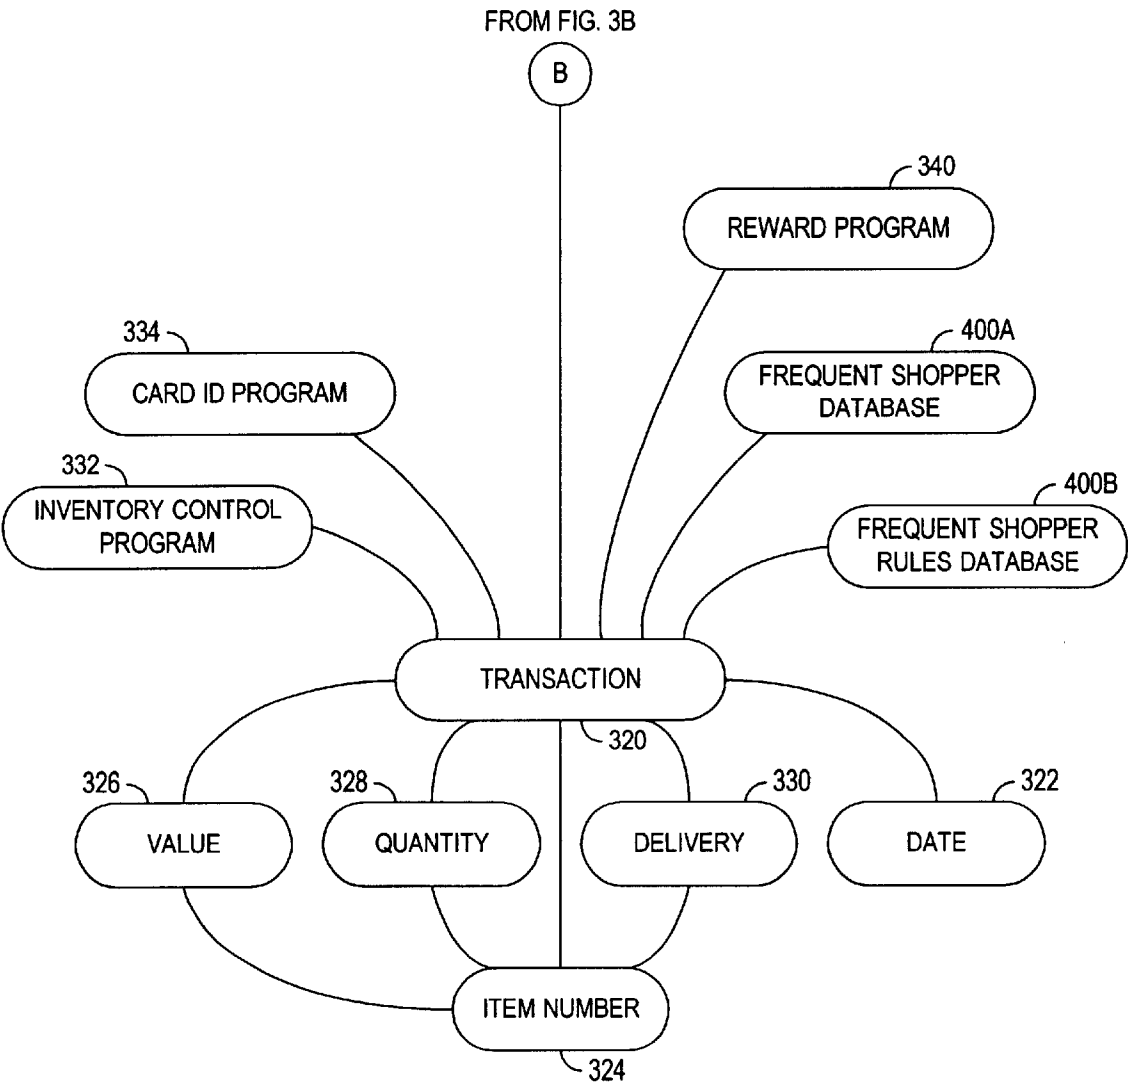 FROM FIG. 3B
B
340
REWARD PROGRAM
334
CARD ID PROGRAM
400A
FREQUENT SHOPPER
DATABASE
332
INVENTORY CONTROL
PROGRAM
400B
FREQUENT SHOPPER
RULES DATABASE
TRANSACTION
320
326
VALUE
328
QUANTITY
330
DELIVERY
322
DATE
ITEM NUMBER
324